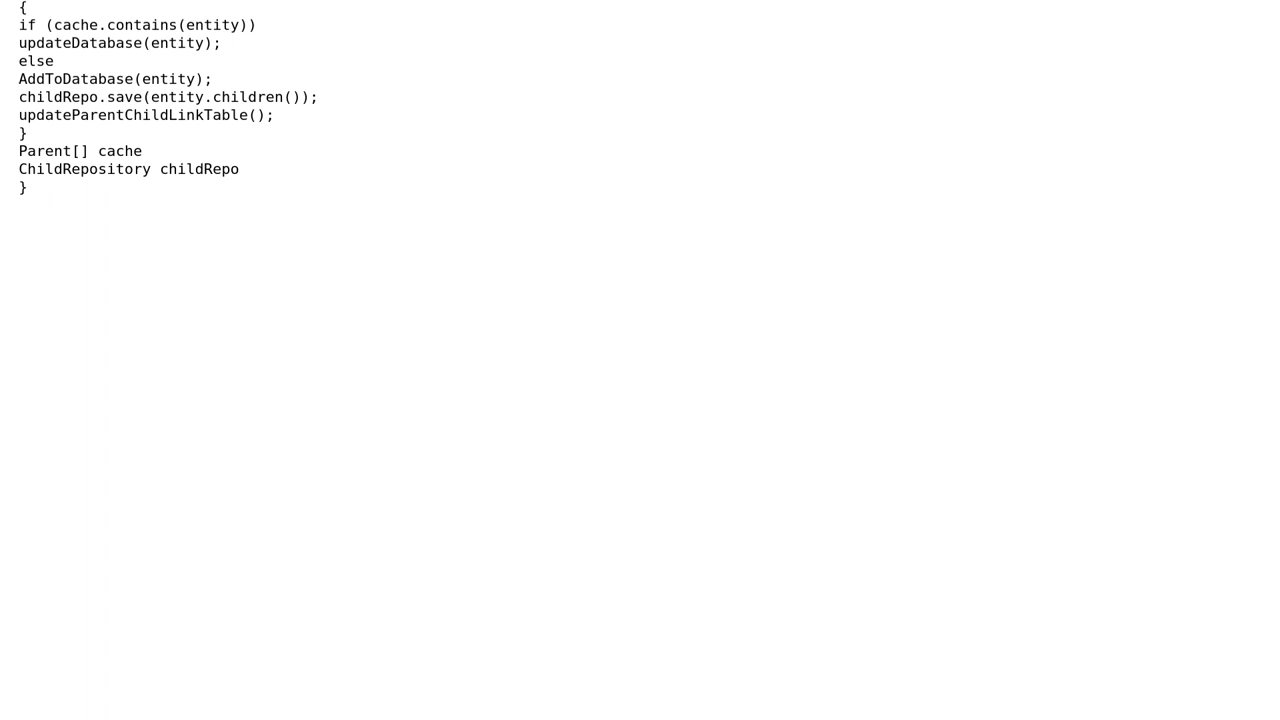 {
if (cache.contains(entity))
updateDatabase(entity);
else
AddToDatabase(entity);
childRepo.save(entity.children());
updateParentChildLinkTable();
}
Parent[] cache
ChildRepository childRepo
}